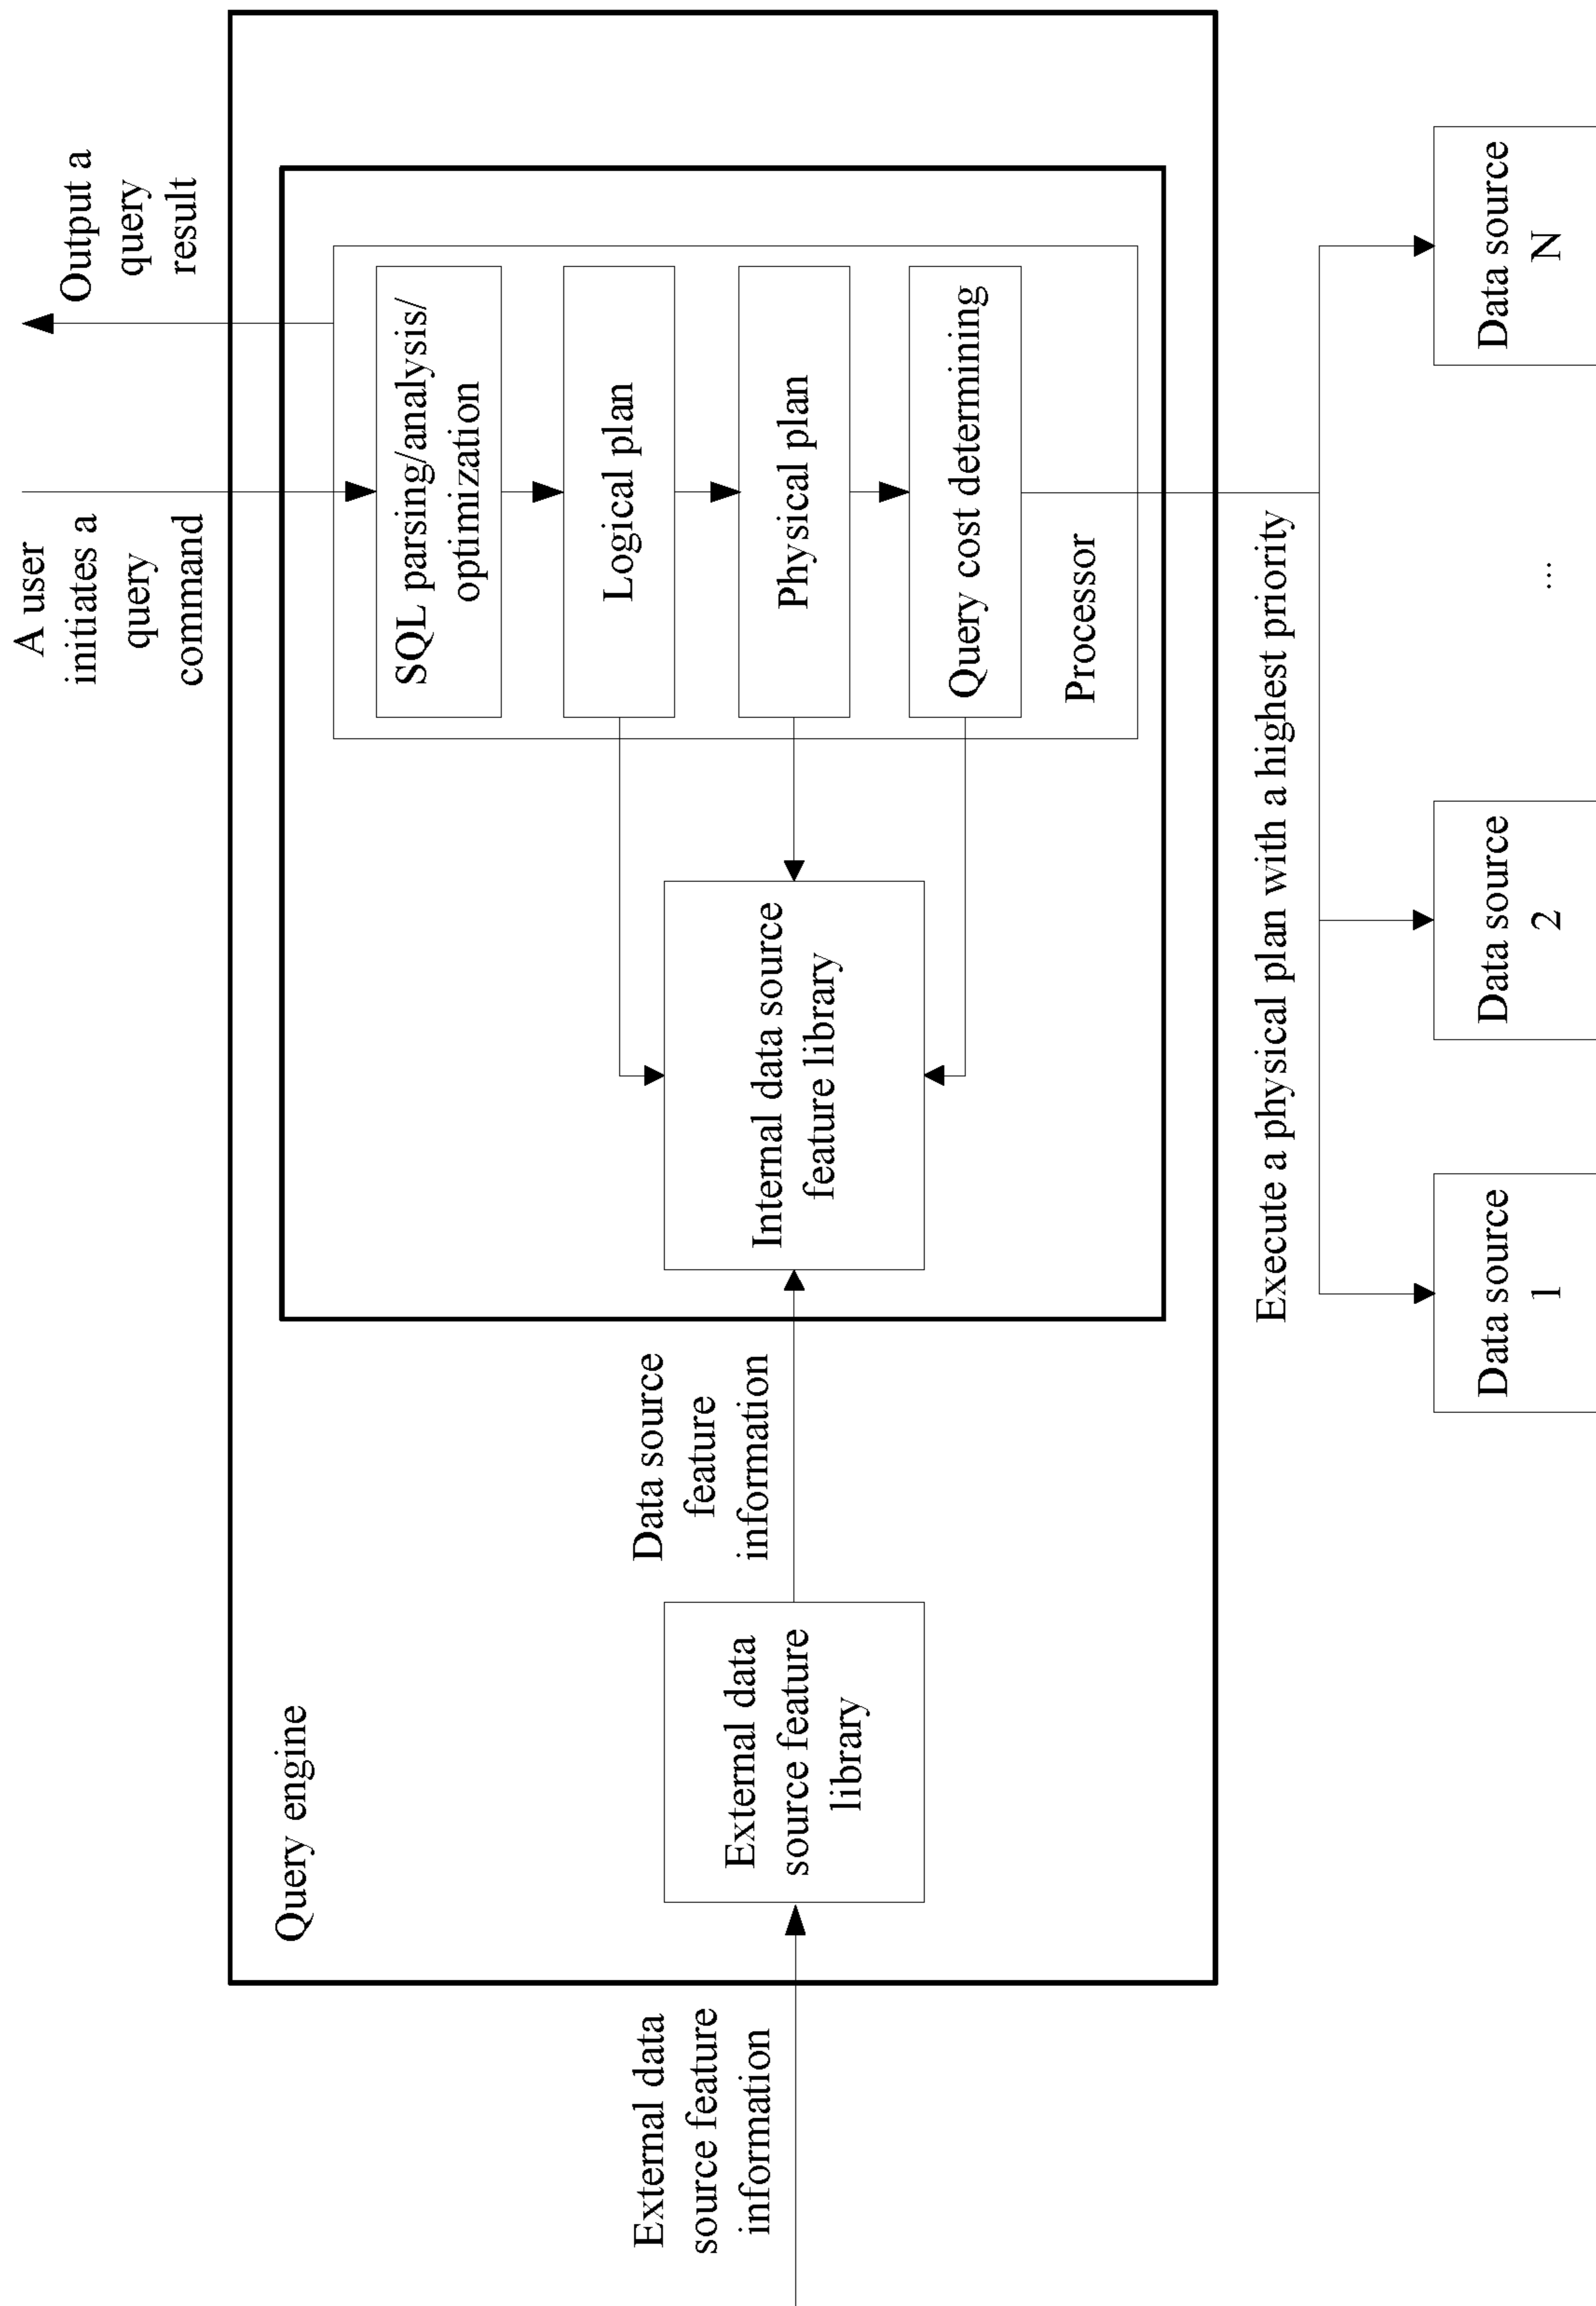 A user
initiates a
query
command
Output a
query
result
Query engine
SQL parsing/analysis/
optimization
Logical plan
Physical plan
Query cost determining
Processor
Internal data source
feature library
Data source
feature
information
External data
source feature
library
External data
source feature
information
Execute a physical plan with a highest priority
Data source
1
Data source
2
...
Data source
N